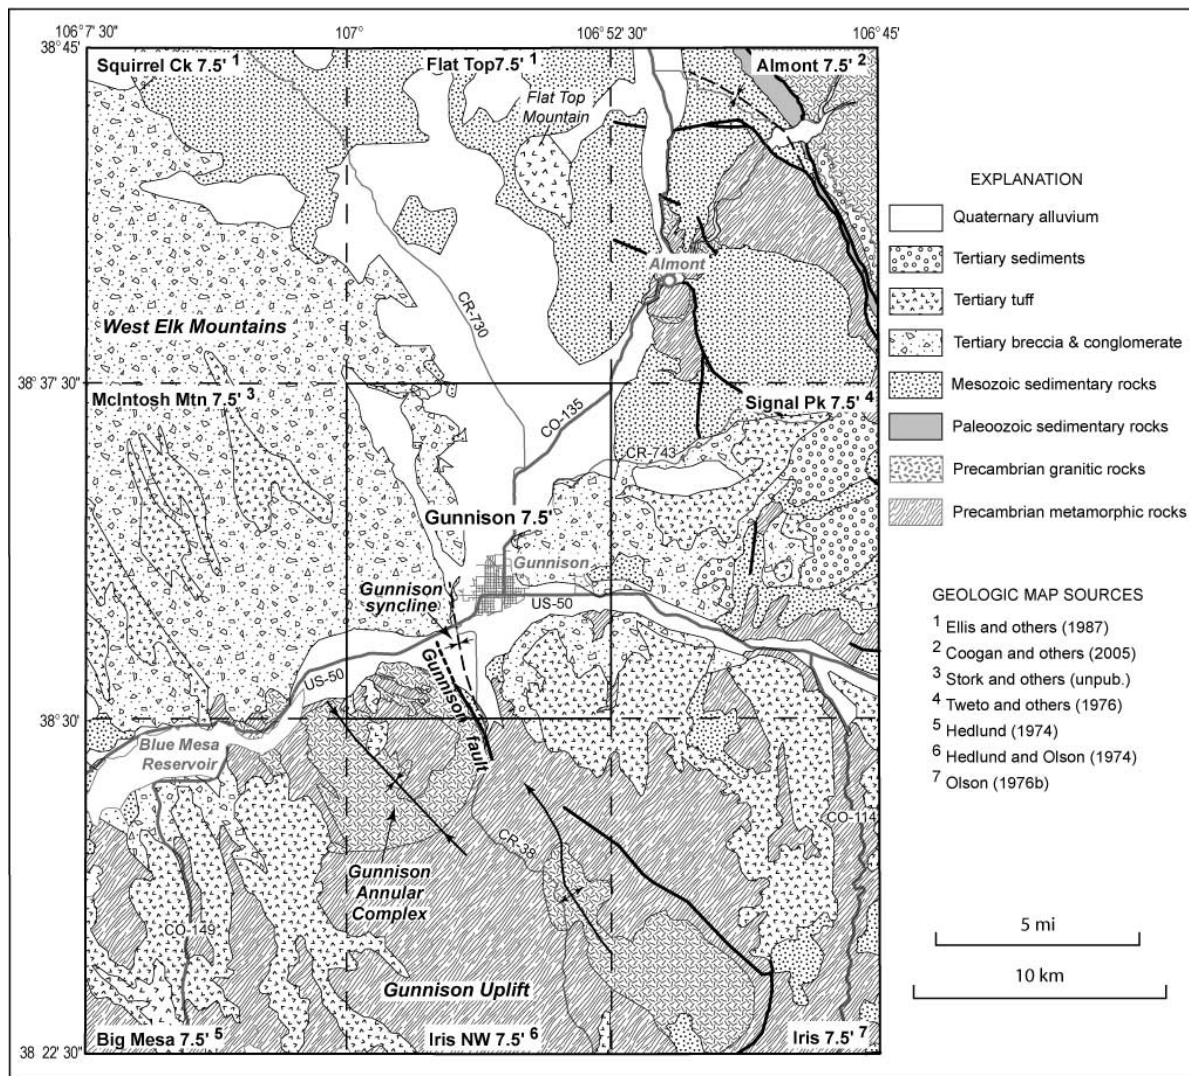 106° 7' 30"
107°
106° 52' 30"
106° 45'
38° 45'
Squirrel Ck 7.5' 1
Flat Top7.5' 1
Almont 7.5' 2
Flat Top
Mountain
Almont
CR-730
West Elk Mountains
38° 37' 30"
McIntosh Mtn 7.5' 3
Signal Pk 7.5' 4
CO-135
CR-743
Gunnison 7.5'
Gunnison
Gunnison
syncline
US-50
US-50
Gunnison fault
38° 30'
Blue Mesa
Reservoir
CR-38
CO-114
Gunnison
Annular
Complex
CO-149
Gunnison Uplift
Big Mesa 7.5' 5
Iris NW 7.5' 6
Iris 7.5' 7
38 22' 30"
EXPLANATION
Quaternary alluvium
Tertiary sediments
Tertiary tuff
Tertiary breccia & conglomerate
Mesozoic sedimentary rocks
Paleoozoic sedimentary rocks
Precambrian granitic rocks
Precambrian metamorphic rocks
GEOLOGIC MAP SOURCES
1 Ellis and others (1987)
2 Coogan and others (2005)
3 Stork and others (unpub.)
4 Tweto and others (1976)
5 Hedlund (1974)
6 Hedlund and Olson (1974)
7 Olson (1976b)
5 mi
10 km